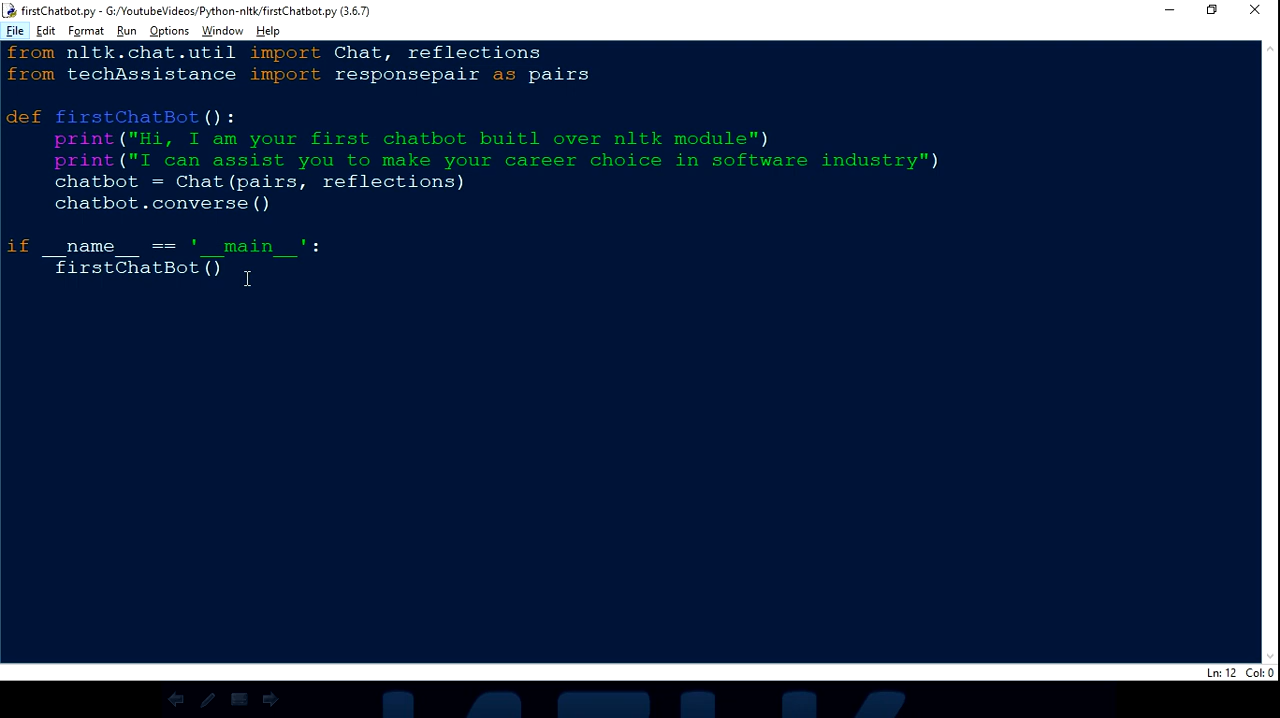 firstChatbot.py - G:/YoutubeVideos/Python-nltk/firstChatbot.py (3.6.7)
File Edit Format Run Options Window Help
from nltk.chat.util import Chat, reflections
from techAssistance import responsepair as pairs
def firstChatBot():
    print("Hi, I am your first chatbot buitl over nltk module")
    print("I can assist you to make your career choice in software industry")
    chatbot = Chat(pairs, reflections)
    chatbot.converse()
if __name__ == '__main__':
    firstChatBot()
Ln: 12 Col: 0